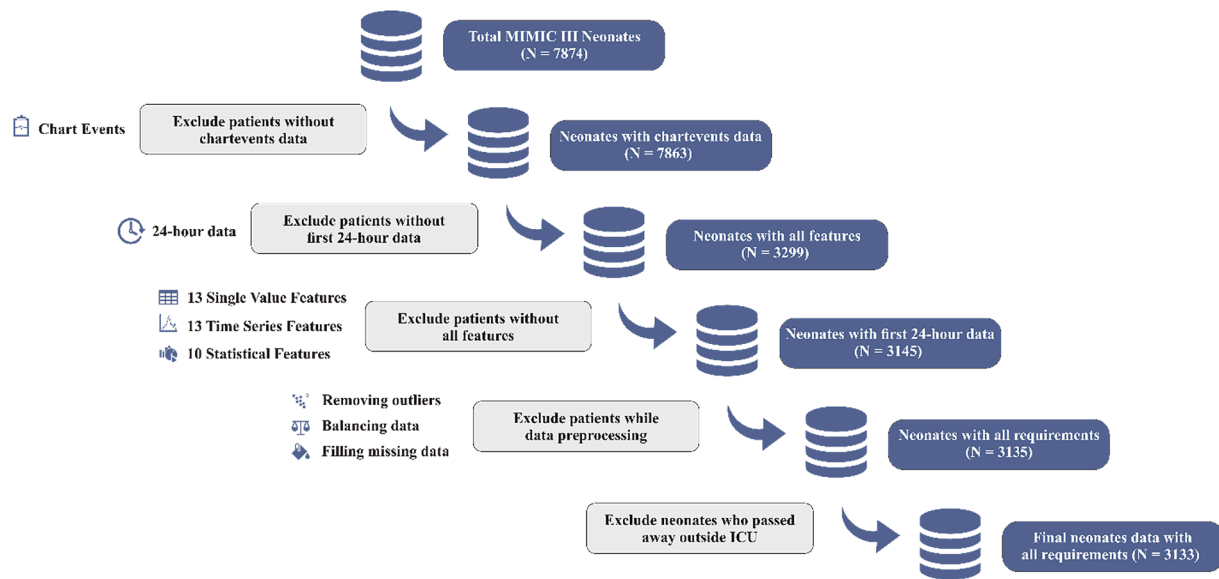 Total MIMIC III Neonates
(N = 7874)
Chart Events
Exclude patients without
chartevents data
Neonates with chartevents data
(N = 7863)
24-hour data
Exclude patients without
first 24-hour data
Neonates with all features
(N = 3299)
13 Single Value Features
13 Time Series Features
10 Statistical Features
Exclude patients without
all features
Neonates with first 24-hour data
(N = 3145)
Removing outliers
Balancing data
Filling missing data
Exclude patients while
data preprocessing
Neonates with all requirements
(N = 3135)
Exclude neonates who passed
away outside ICU
Final neonates data with
all requirements (N = 3133)